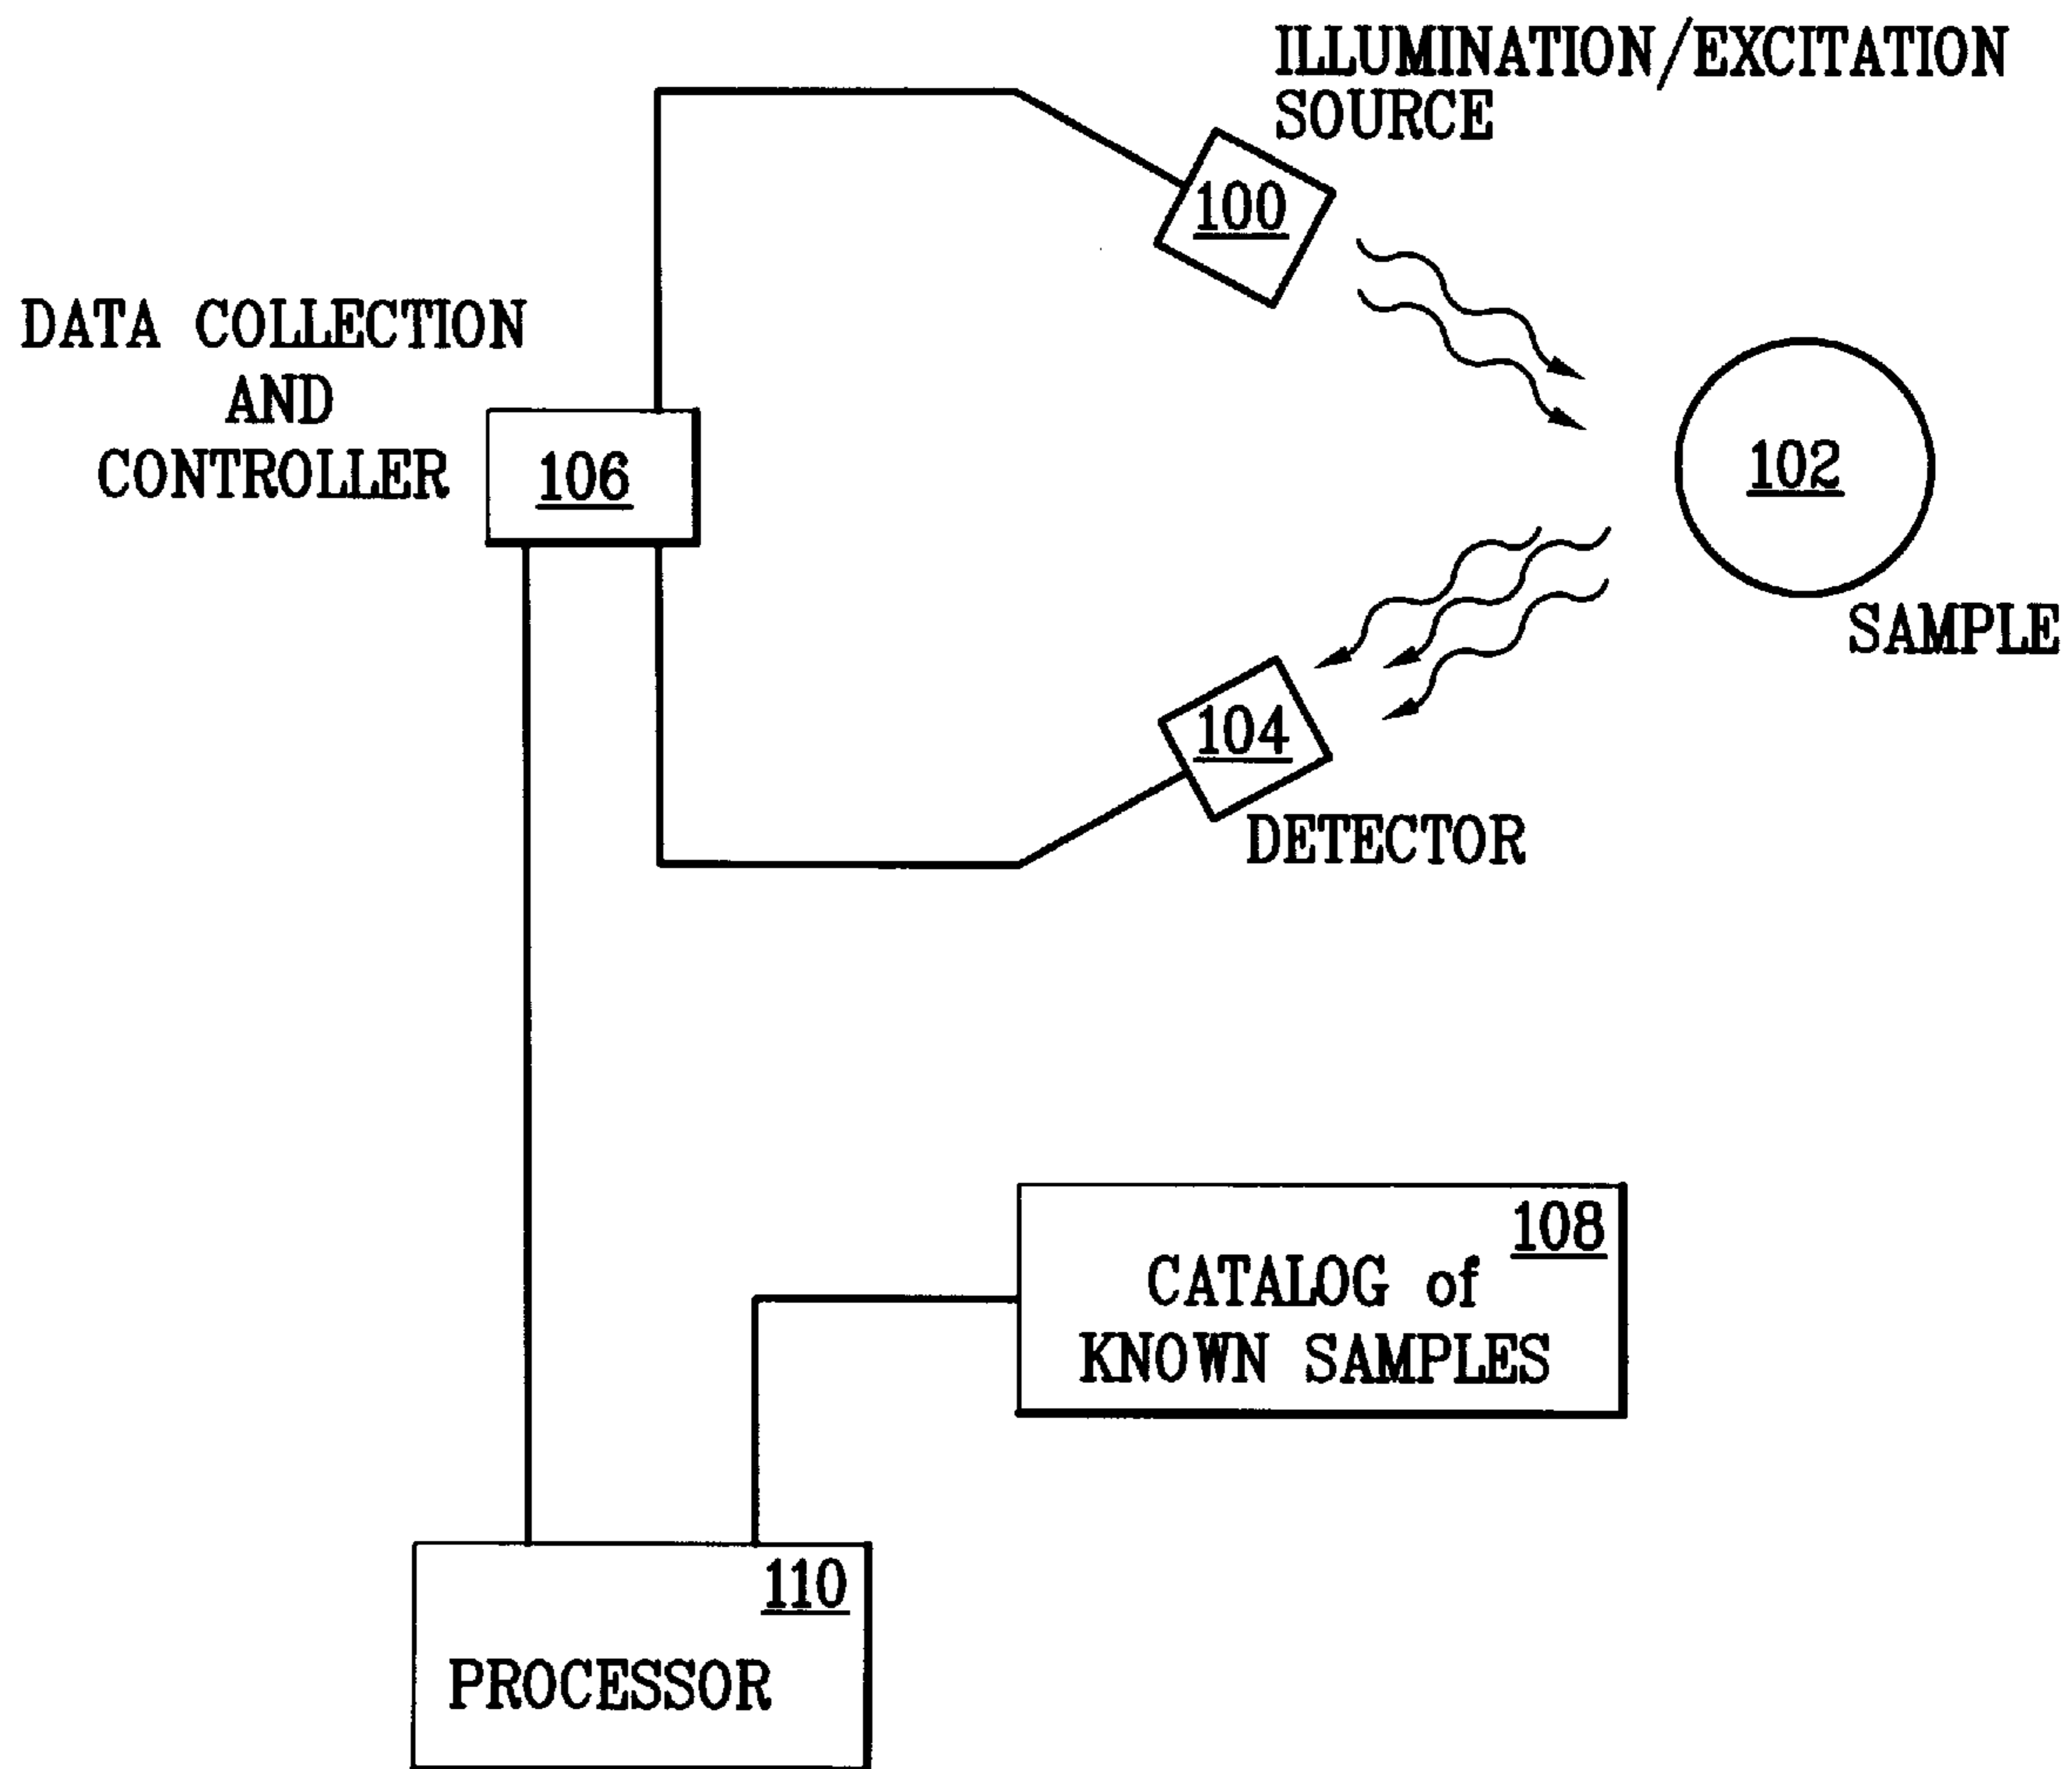 ILLUMINATION/EXCITATION
SOURCE
100
DATA COLLECTION
AND
CONTROLLER
106
102
SAMPLE
104
DETECTOR
108
CATALOG of
KNOWN SAMPLES
110
PROCESSOR